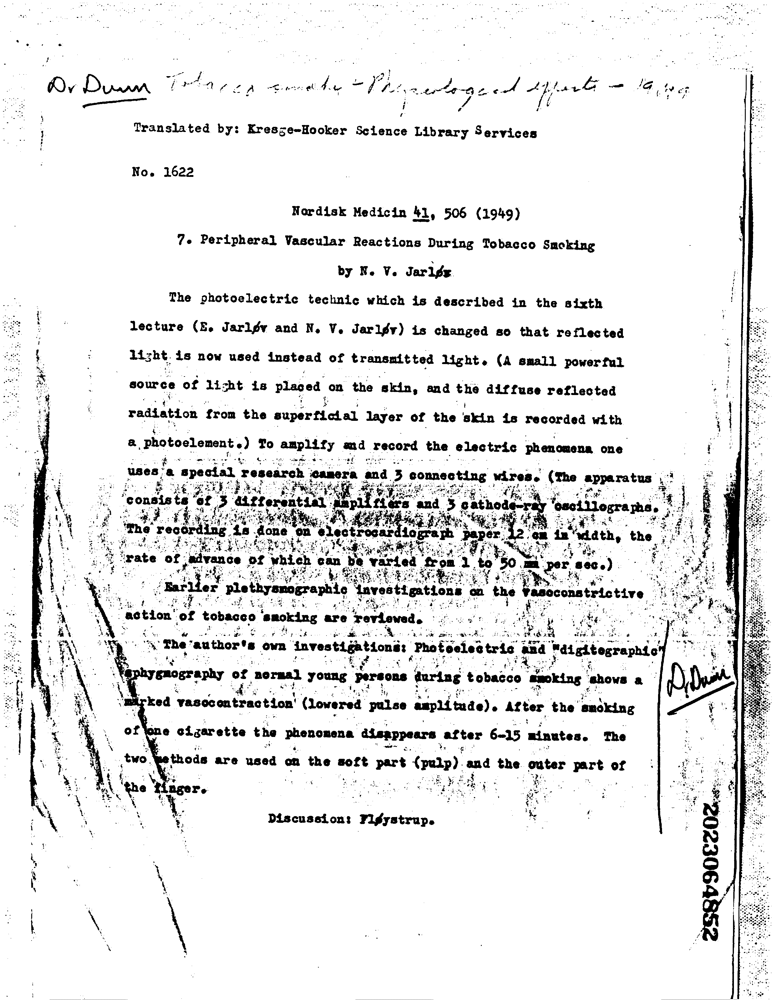 Dr Dunn Tobacco smoke - Physiological effects - 1949
Translated by: Kresge-Hooker Science Library Services
No. 1622
Nordisk Medicin 41, 506 (1949)
7. Peripheral Vascular Reactions During Tobacco Smoking
by N. V. Jarløv
The photoelectric technic which is described in the sixth
lecture (E. Jarløv and N. V. Jarløv) is changed so that reflected
light is now used instead of transmitted light. (A small powerful
source of light is placed on the skin, and the diffuse reflected
radiation from the superficial layer of the skin is recorded with
a photoelement.) To amplify and record the electric phenomena one
uses a special research camera and 3 connecting wires. (The apparatus
consists of 3 differential amplifiers and 3 cathode-ray oscillographs.
The recording is done on electrocardiograph paper 12 cm in width, the
rate of advance of which can be varied from 1 to 50 mm per sec.)
Earlier plethysmographic investigations on the vasoconstrictive
action of tobacco smoking are reviewed.
The author's own investigations: Photoelectric and "digitegraphic"
sphygmography of normal young persons during tobacco smoking shows a
marked vasocontraction (lowered pulse amplitude). After the smoking
of one cigarette the phenomena disappears after 6-15 minutes. The
two methods are used on the soft part (pulp) and the outer part of
the finger.
Dr Dunn
Discussion: Fløystrup.
2023064852